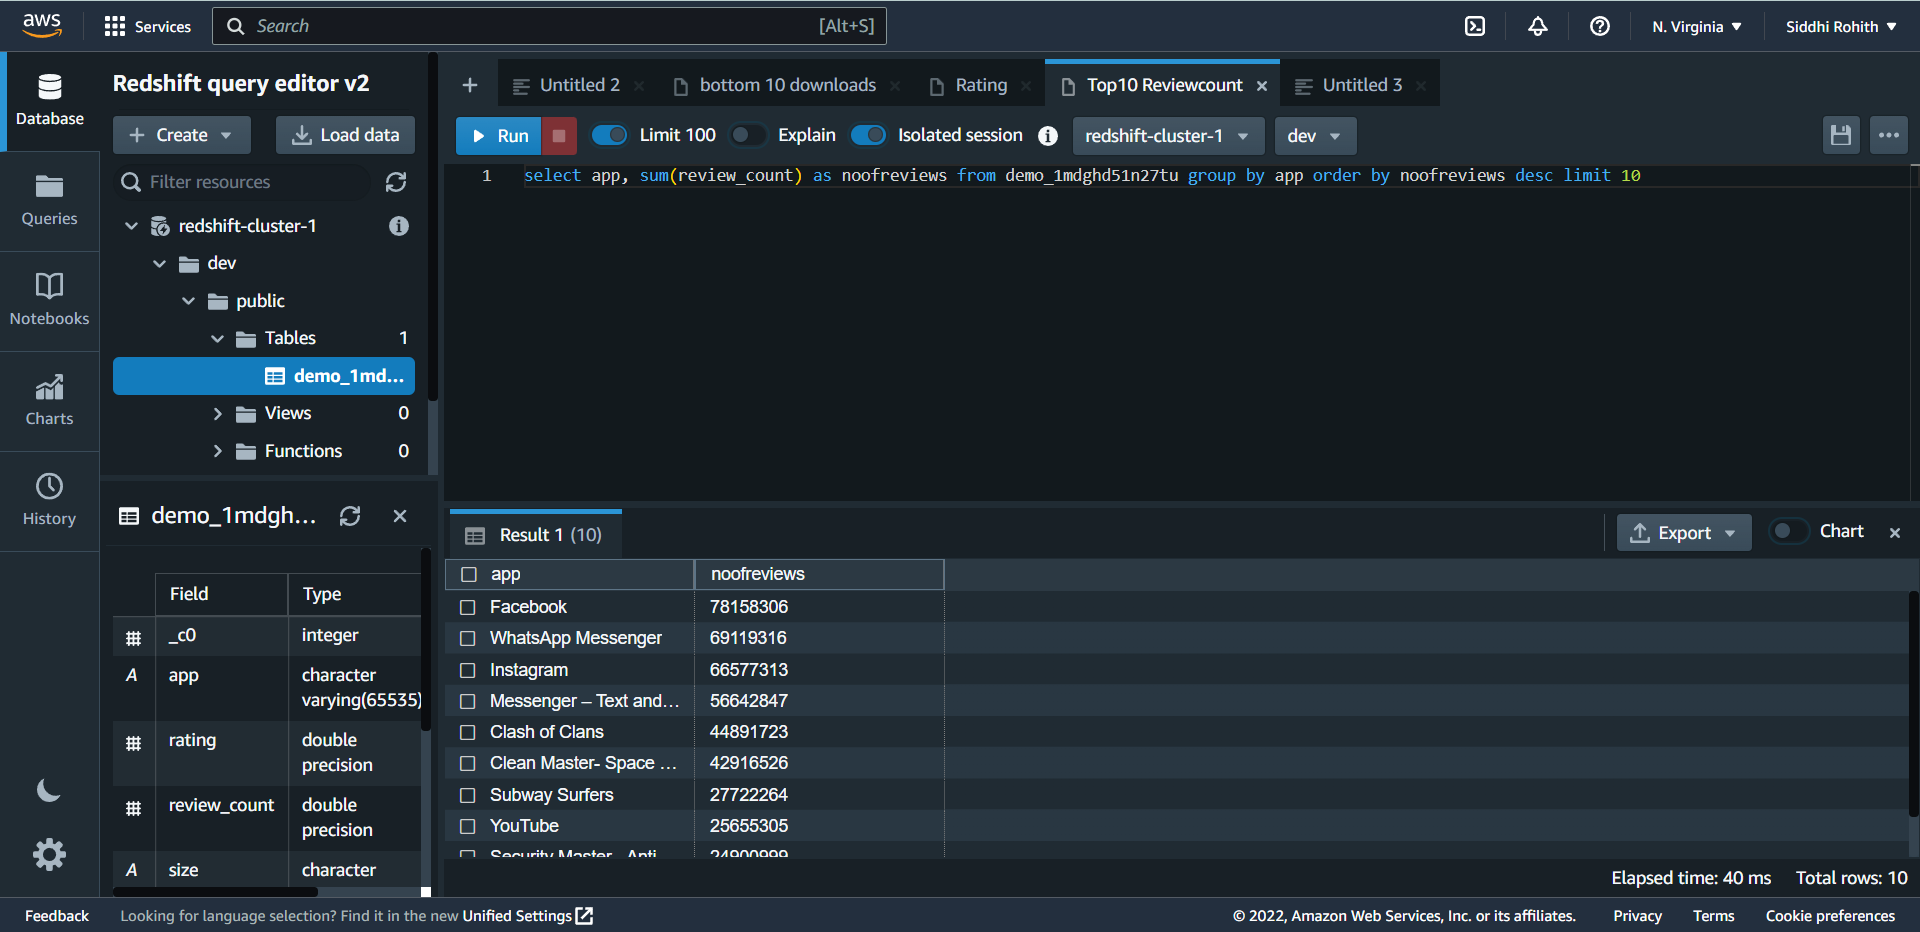 aws
Services
Search [Alt+S]
N. Virginia
Siddhi Rohith
Database
Queries
Notebooks
Charts
History
Redshift query editor v2
Create
Load data
Filter resources
redshift-cluster-1
dev
public
Tables 1
demo_1md...
Views 0
Functions 0
demo_1mdgh...
Field Type
_c0 integer
app character
varying(65535)
rating double
precision
review_count double
precision
size character
Untitled 2
bottom 10 downloads
Rating
Top10 Reviewcount
Untitled 3
Run Limit 100 Explain Isolated session redshift-cluster-1 dev
1 select app, sum(review_count) as noofreviews from demo_1mdghd51n27tu group by app order by noofreviews desc limit 10
Result 1 (10)
Export
Chart
app noofreviews
Facebook 78158306
WhatsApp Messenger 69119316
Instagram 66577313
Messenger – Text and... 56642847
Clash of Clans 44891723
Clean Master- Space ... 42916526
Subway Surfers 27722264
YouTube 25655305
Security Master - Anti 24900999
Elapsed time: 40 ms Total rows: 10
Feedback Looking for language selection? Find it in the new Unified Settings
© 2022, Amazon Web Services, Inc. or its affiliates. Privacy Terms Cookie preferences